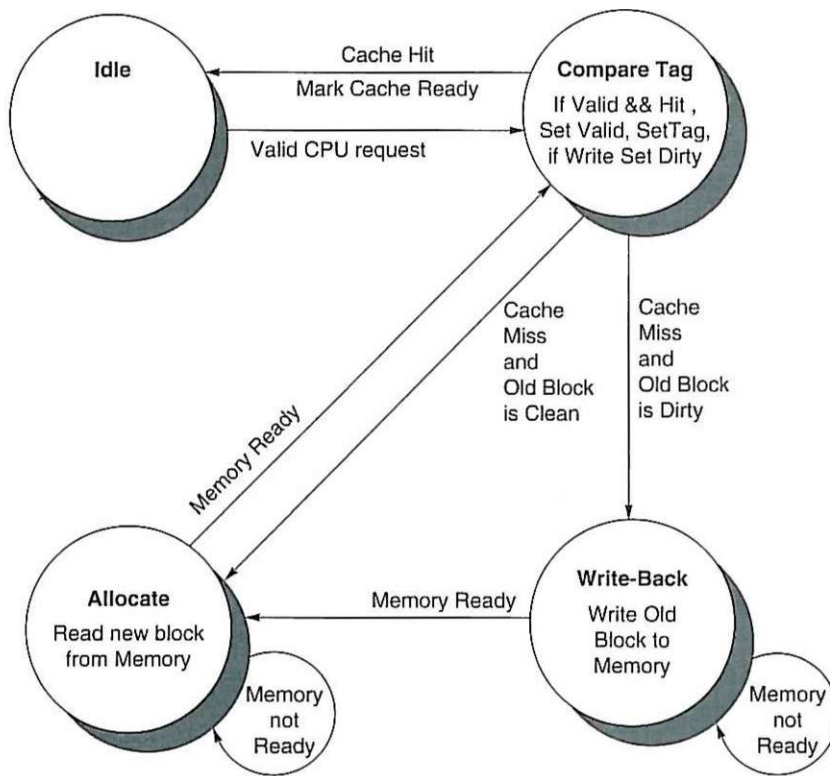 Idle
Cache Hit
Mark Cache Ready
Valid CPU request
Compare Tag
If Valid && Hit ,
Set Valid, SetTag,
if Write Set Dirty
Cache
Miss
and
Old Block
is Clean
Cache
Miss
and
Old Block
is Dirty
Memory Ready
Allocate
Read new block
from Memory
Memory
not
Ready
Memory Ready
Write-Back
Write Old
Block to
Memory
Memory
not
Ready